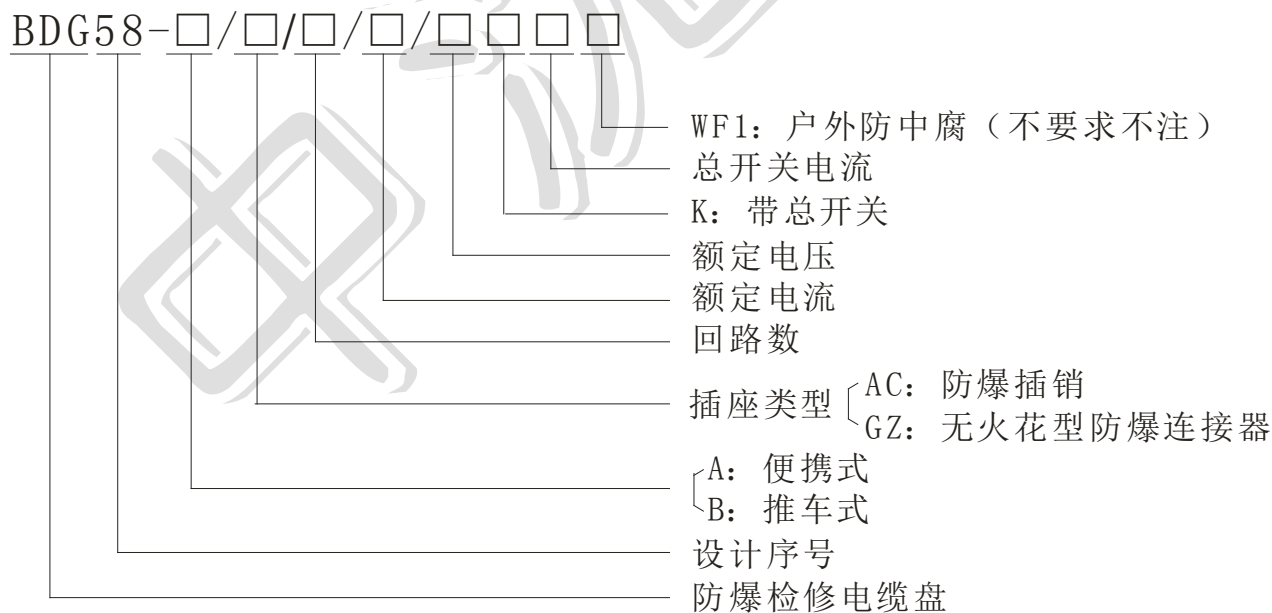 BDG58-□/□/□/□/□□□□
WF1: 户外防中腐（不要求不注）
总开关电流
K: 带总开关
额定电压
额定电流
回路数
插座类型
AC: 防爆插销
GZ: 无火花型防爆连接器
A: 便携式
B: 推车式
设计序号
防爆检修电缆盘